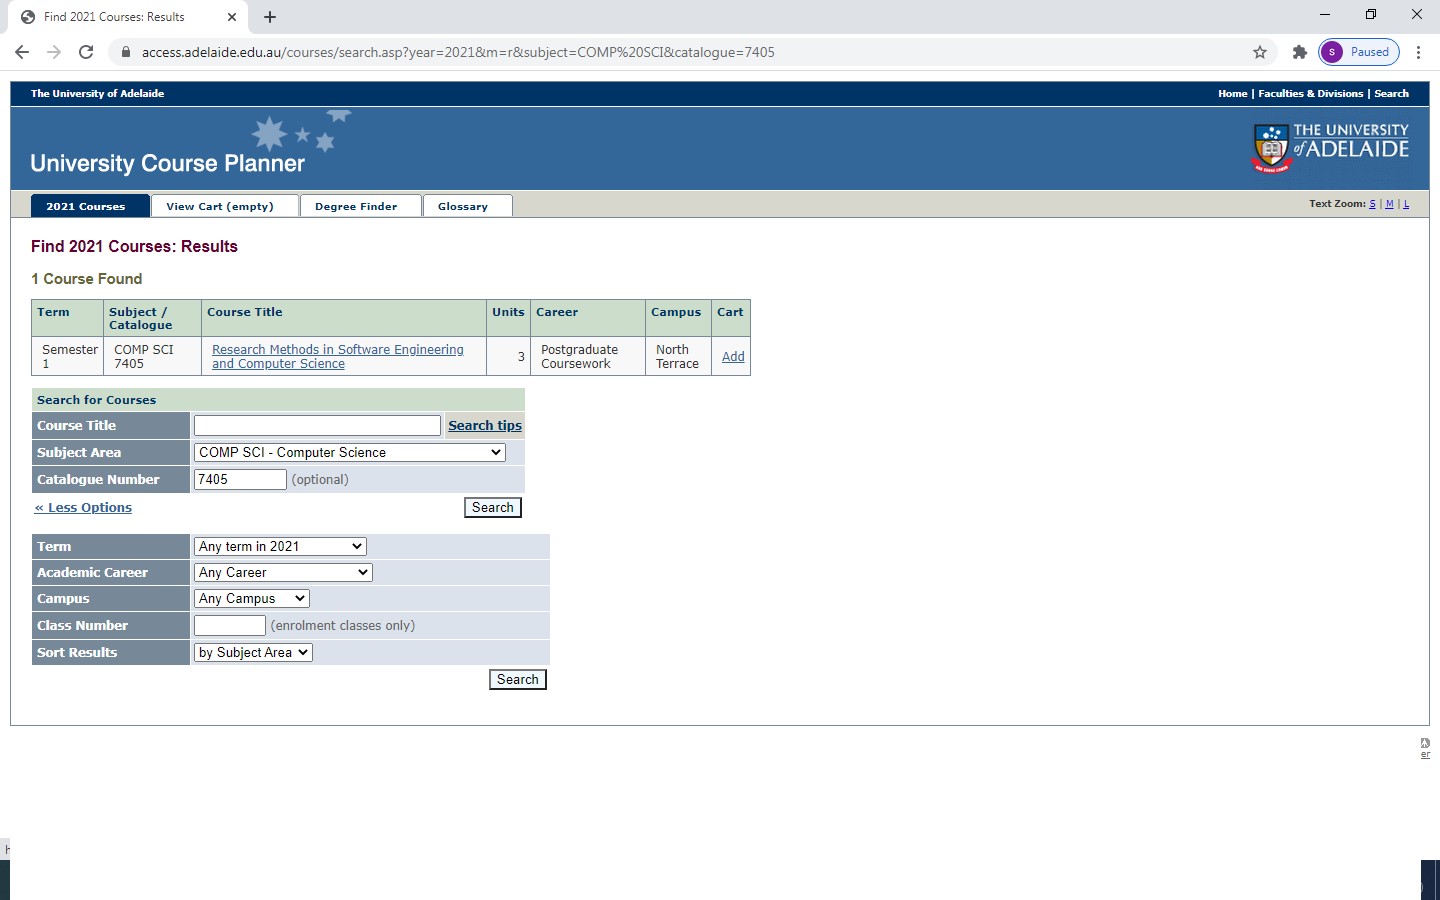 Find 2021 Courses: Results
access.adelaide.edu.au/courses/search.asp?year=2021&m=r&subject=COMP%20SCI&catalogue=7405
S Paused
The University of Adelaide
Home | Faculties & Divisions | Search
University Course Planner
THE UNIVERSITY
of ADELAIDE
2021 Courses
View Cart (empty)
Degree Finder
Glossary
Text Zoom: S | M | L
Find 2021 Courses: Results
1 Course Found
Term
Subject /
Catalogue
Course Title
Units
Career
Campus
Cart
Semester
1
COMP SCI
7405
Research Methods in Software Engineering
and Computer Science
3
Postgraduate
Coursework
North
Terrace
Add
Search for Courses
Course Title
Search tips
Subject Area
COMP SCI - Computer Science
Catalogue Number
7405
(optional)
« Less Options
Search
Term
Any term in 2021
Academic Career
Any Career
Campus
Any Campus
Class Number
(enrolment classes only)
Sort Results
by Subject Area
Search
er